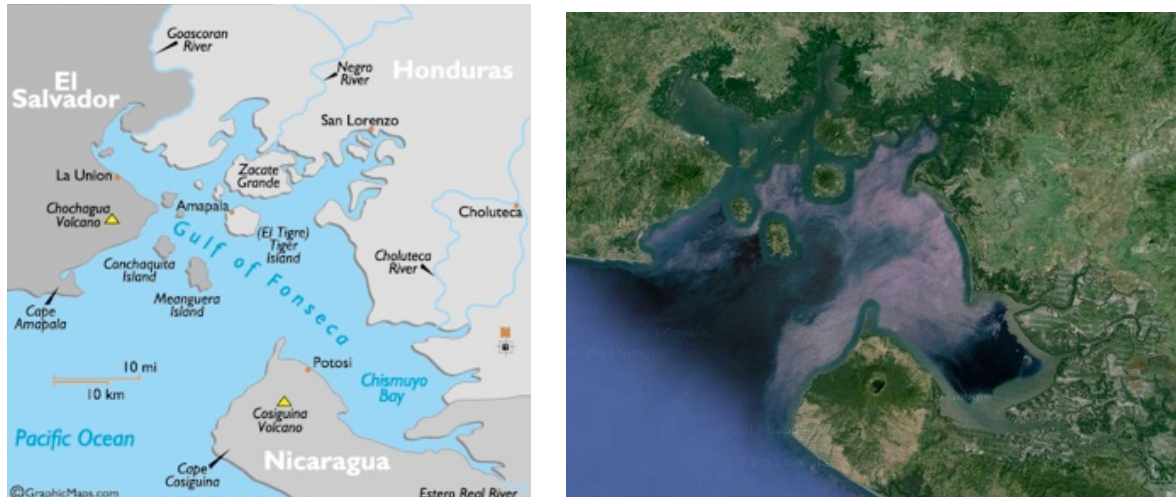 Goascoran
River
El
Salvador
Negro
River
Honduras
San Lorenzo
La Union
Zacate
Grande
Chochagua
Volcano
Amapala
Choluteca
(El Tigre)
Tiger
Island
Gulf of Fonseca
Choluteca
River
Conchaquita
Island
Meanguera
Island
Cape
Amapala
10 mi
10 km
Potosi
Chismuyo
Bay
Cosiguina
Volcano
Pacific Ocean
Nicaragua
Cape
Cosiguina
©GraphicMaps.com
Estero Real River